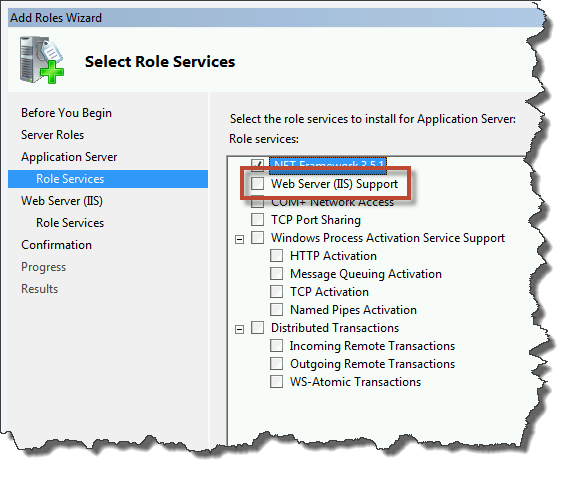 Add Roles Wizard
Select Role Services
Before You Begin
Server Roles
Application Server
Role Services
Web Server (IIS)
Role Services
Confirmation
Progress
Results
Select the role services to install for Application Server:
Role services:
.NET Framework 3.5.1
Web Server (IIS) Support
COM+ Network Access
TCP Port Sharing
Windows Process Activation Service Support
HTTP Activation
Message Queuing Activation
TCP Activation
Named Pipes Activation
Distributed Transactions
Incoming Remote Transactions
Outgoing Remote Transactions
WS-Atomic Transactions